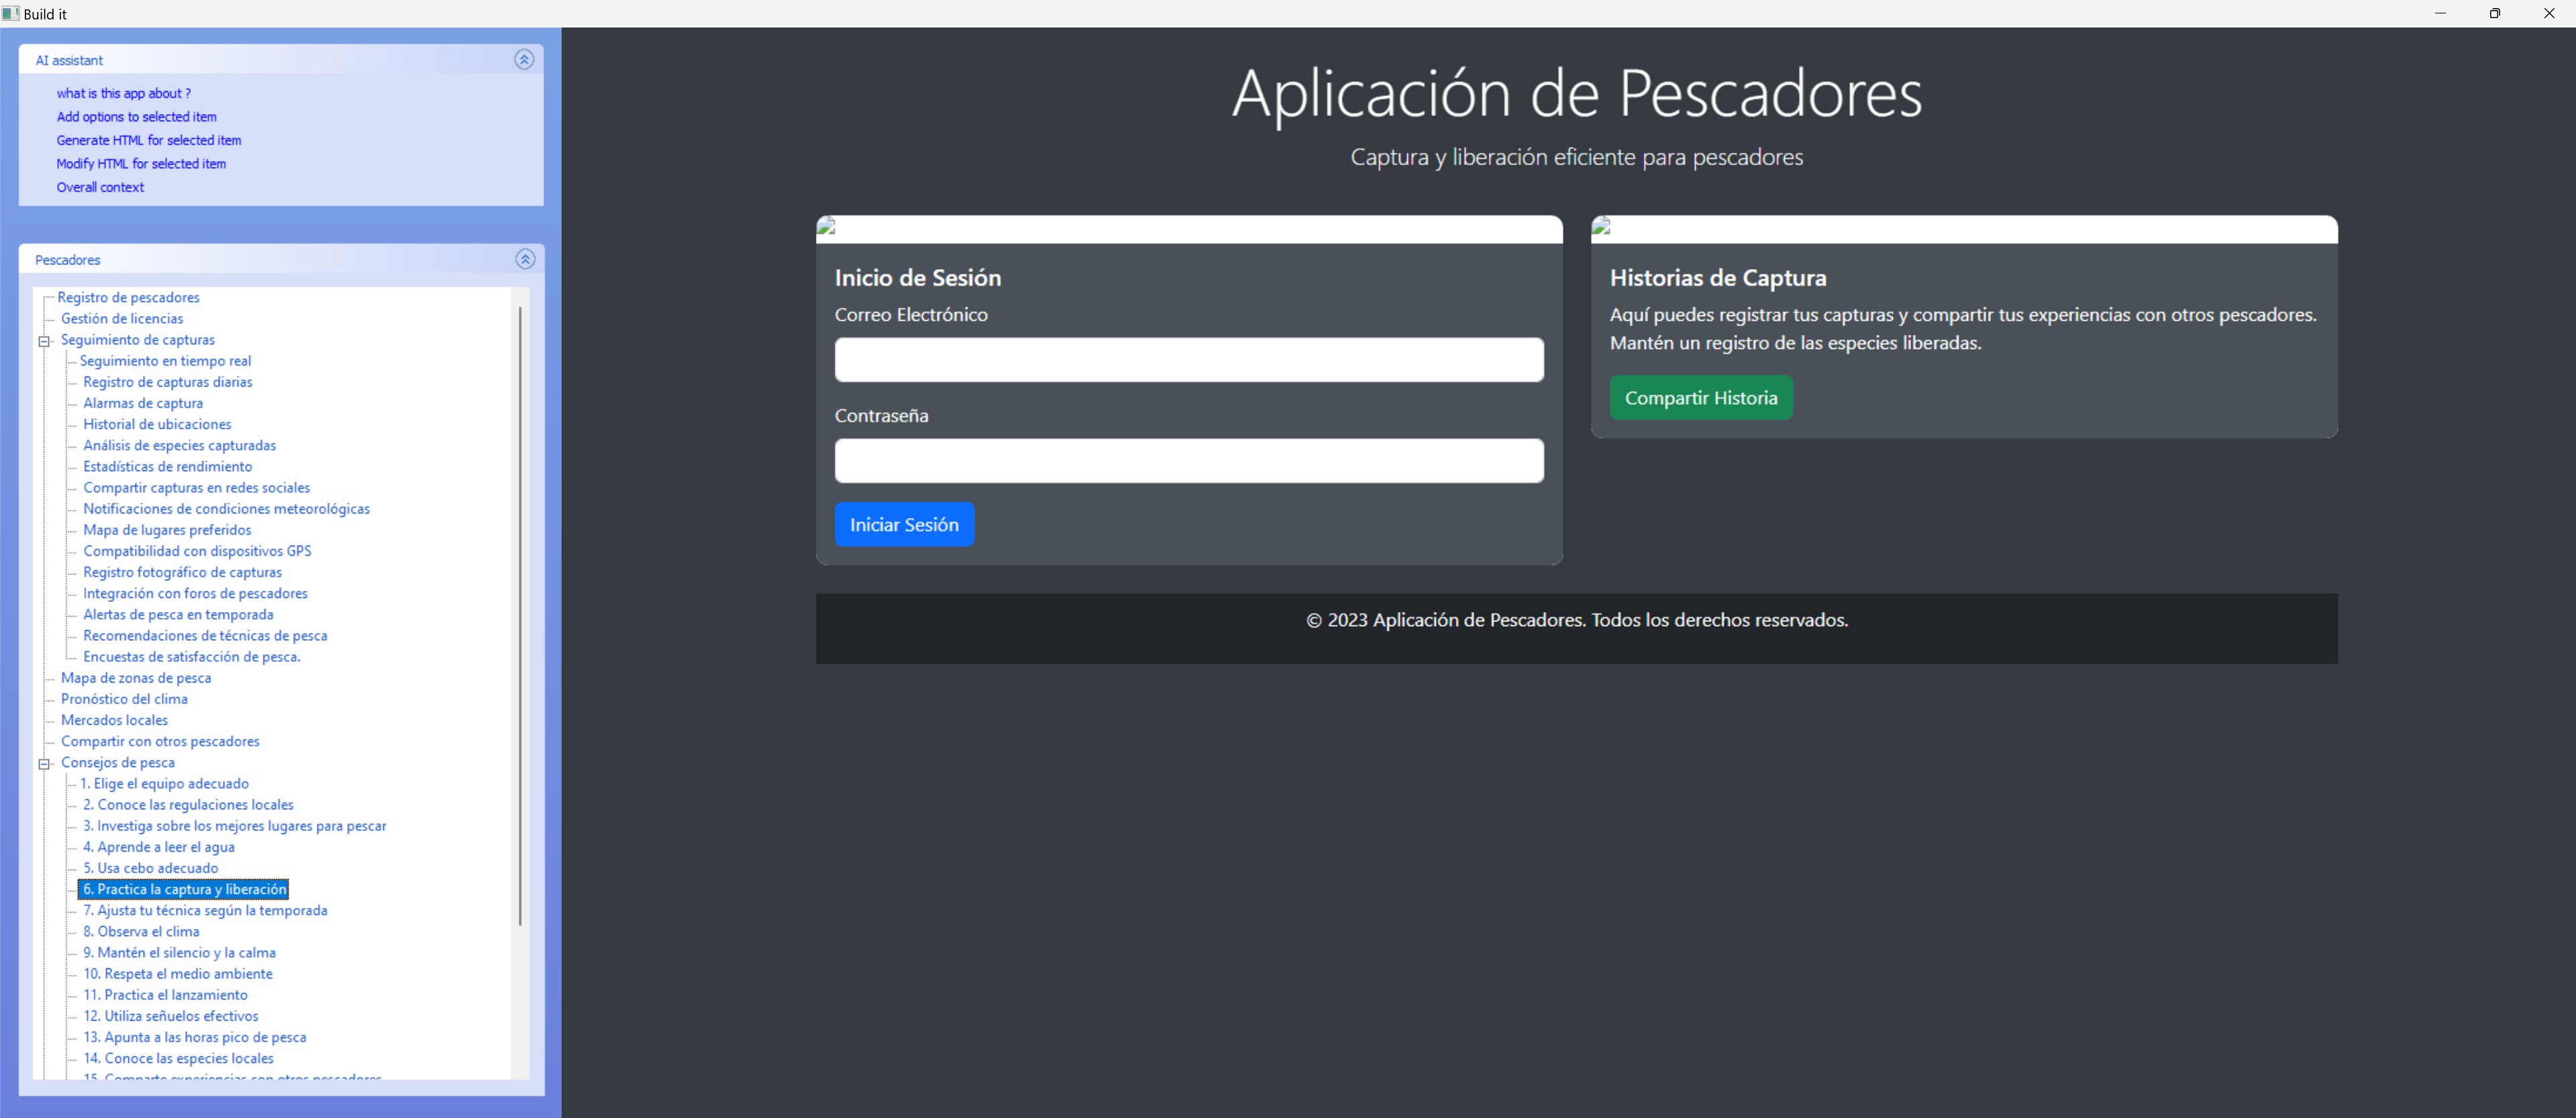 Build it
AI assistant
what is this app about ?
Add options to selected item
Generate HTML for selected item
Modify HTML for selected item
Overall context
Pescadores
Registro de pescadores
Gestión de licencias
Seguimiento de capturas
Seguimiento en tiempo real
Registro de capturas diarias
Alarmas de captura
Historial de ubicaciones
Análisis de especies capturadas
Estadísticas de rendimiento
Compartir capturas en redes sociales
Notificaciones de condiciones meteorológicas
Mapa de lugares preferidos
Compatibilidad con dispositivos GPS
Registro fotográfico de capturas
Integración con foros de pescadores
Alertas de pesca en temporada
Recomendaciones de técnicas de pesca
Encuestas de satisfacción de pesca.
Mapa de zonas de pesca
Pronóstico del clima
Mercados locales
Compartir con otros pescadores
Consejos de pesca
1. Elige el equipo adecuado
2. Conoce las regulaciones locales
3. Investiga sobre los mejores lugares para pescar
4. Aprende a leer el agua
5. Usa cebo adecuado
6. Practica la captura y liberación
7. Ajusta tu técnica según la temporada
8. Observa el clima
9. Mantén el silencio y la calma
10. Respeta el medio ambiente
11. Practica el lanzamiento
12. Utiliza señuelos efectivos
13. Apunta a las horas pico de pesca
14. Conoce las especies locales
15. Comparte experiencias con otros pescadores
Aplicación de Pescadores
Captura y liberación eficiente para pescadores
Inicio de Sesión
Correo Electrónico
Contraseña
Iniciar Sesión
Historias de Captura
Aquí puedes registrar tus capturas y compartir tus experiencias con otros pescadores.
Mantén un registro de las especies liberadas.
Compartir Historia
© 2023 Aplicación de Pescadores. Todos los derechos reservados.